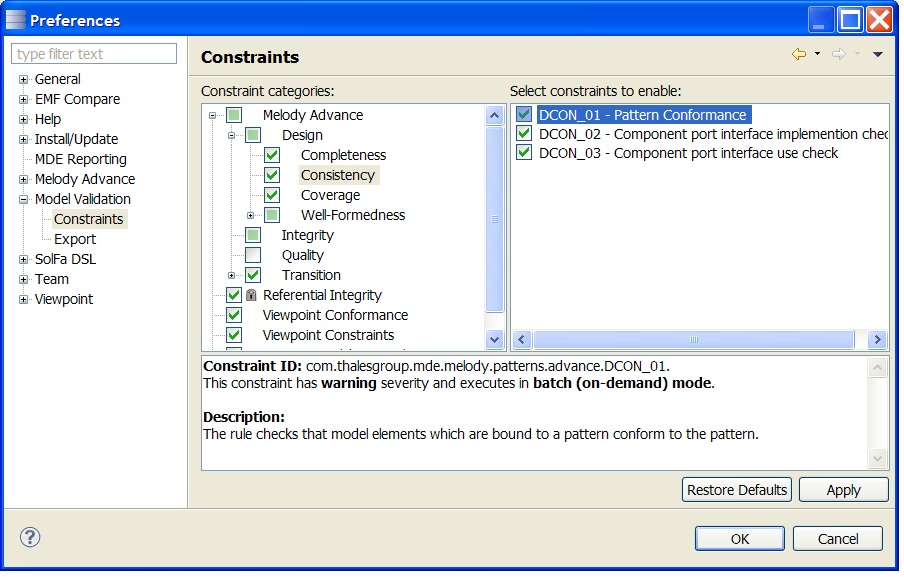 Preferences
type filter text
General
EMF Compare
Help
Install/Update
MDE Reporting
Melody Advance
Model Validation
Constraints
Export
SolFa DSL
Team
Viewpoint
Constraints
Constraint categories:
Melody Advance
Design
Completeness
Consistency
Coverage
Well-Formedness
Integrity
Quality
Transition
Referential Integrity
Viewpoint Conformance
Viewpoint Constraints
Select constraints to enable:
DCON_01 - Pattern Conformance
DCON_02 - Component port interface implemention chec
DCON_03 - Component port interface use check
Constraint ID: com.thalesgroup.mde.melody.patterns.advance.DCON_01.
This constraint has warning severity and executes in batch (on-demand) mode.
Description:
The rule checks that model elements which are bound to a pattern conform to the pattern.
Restore Defaults
Apply
?
OK
Cancel